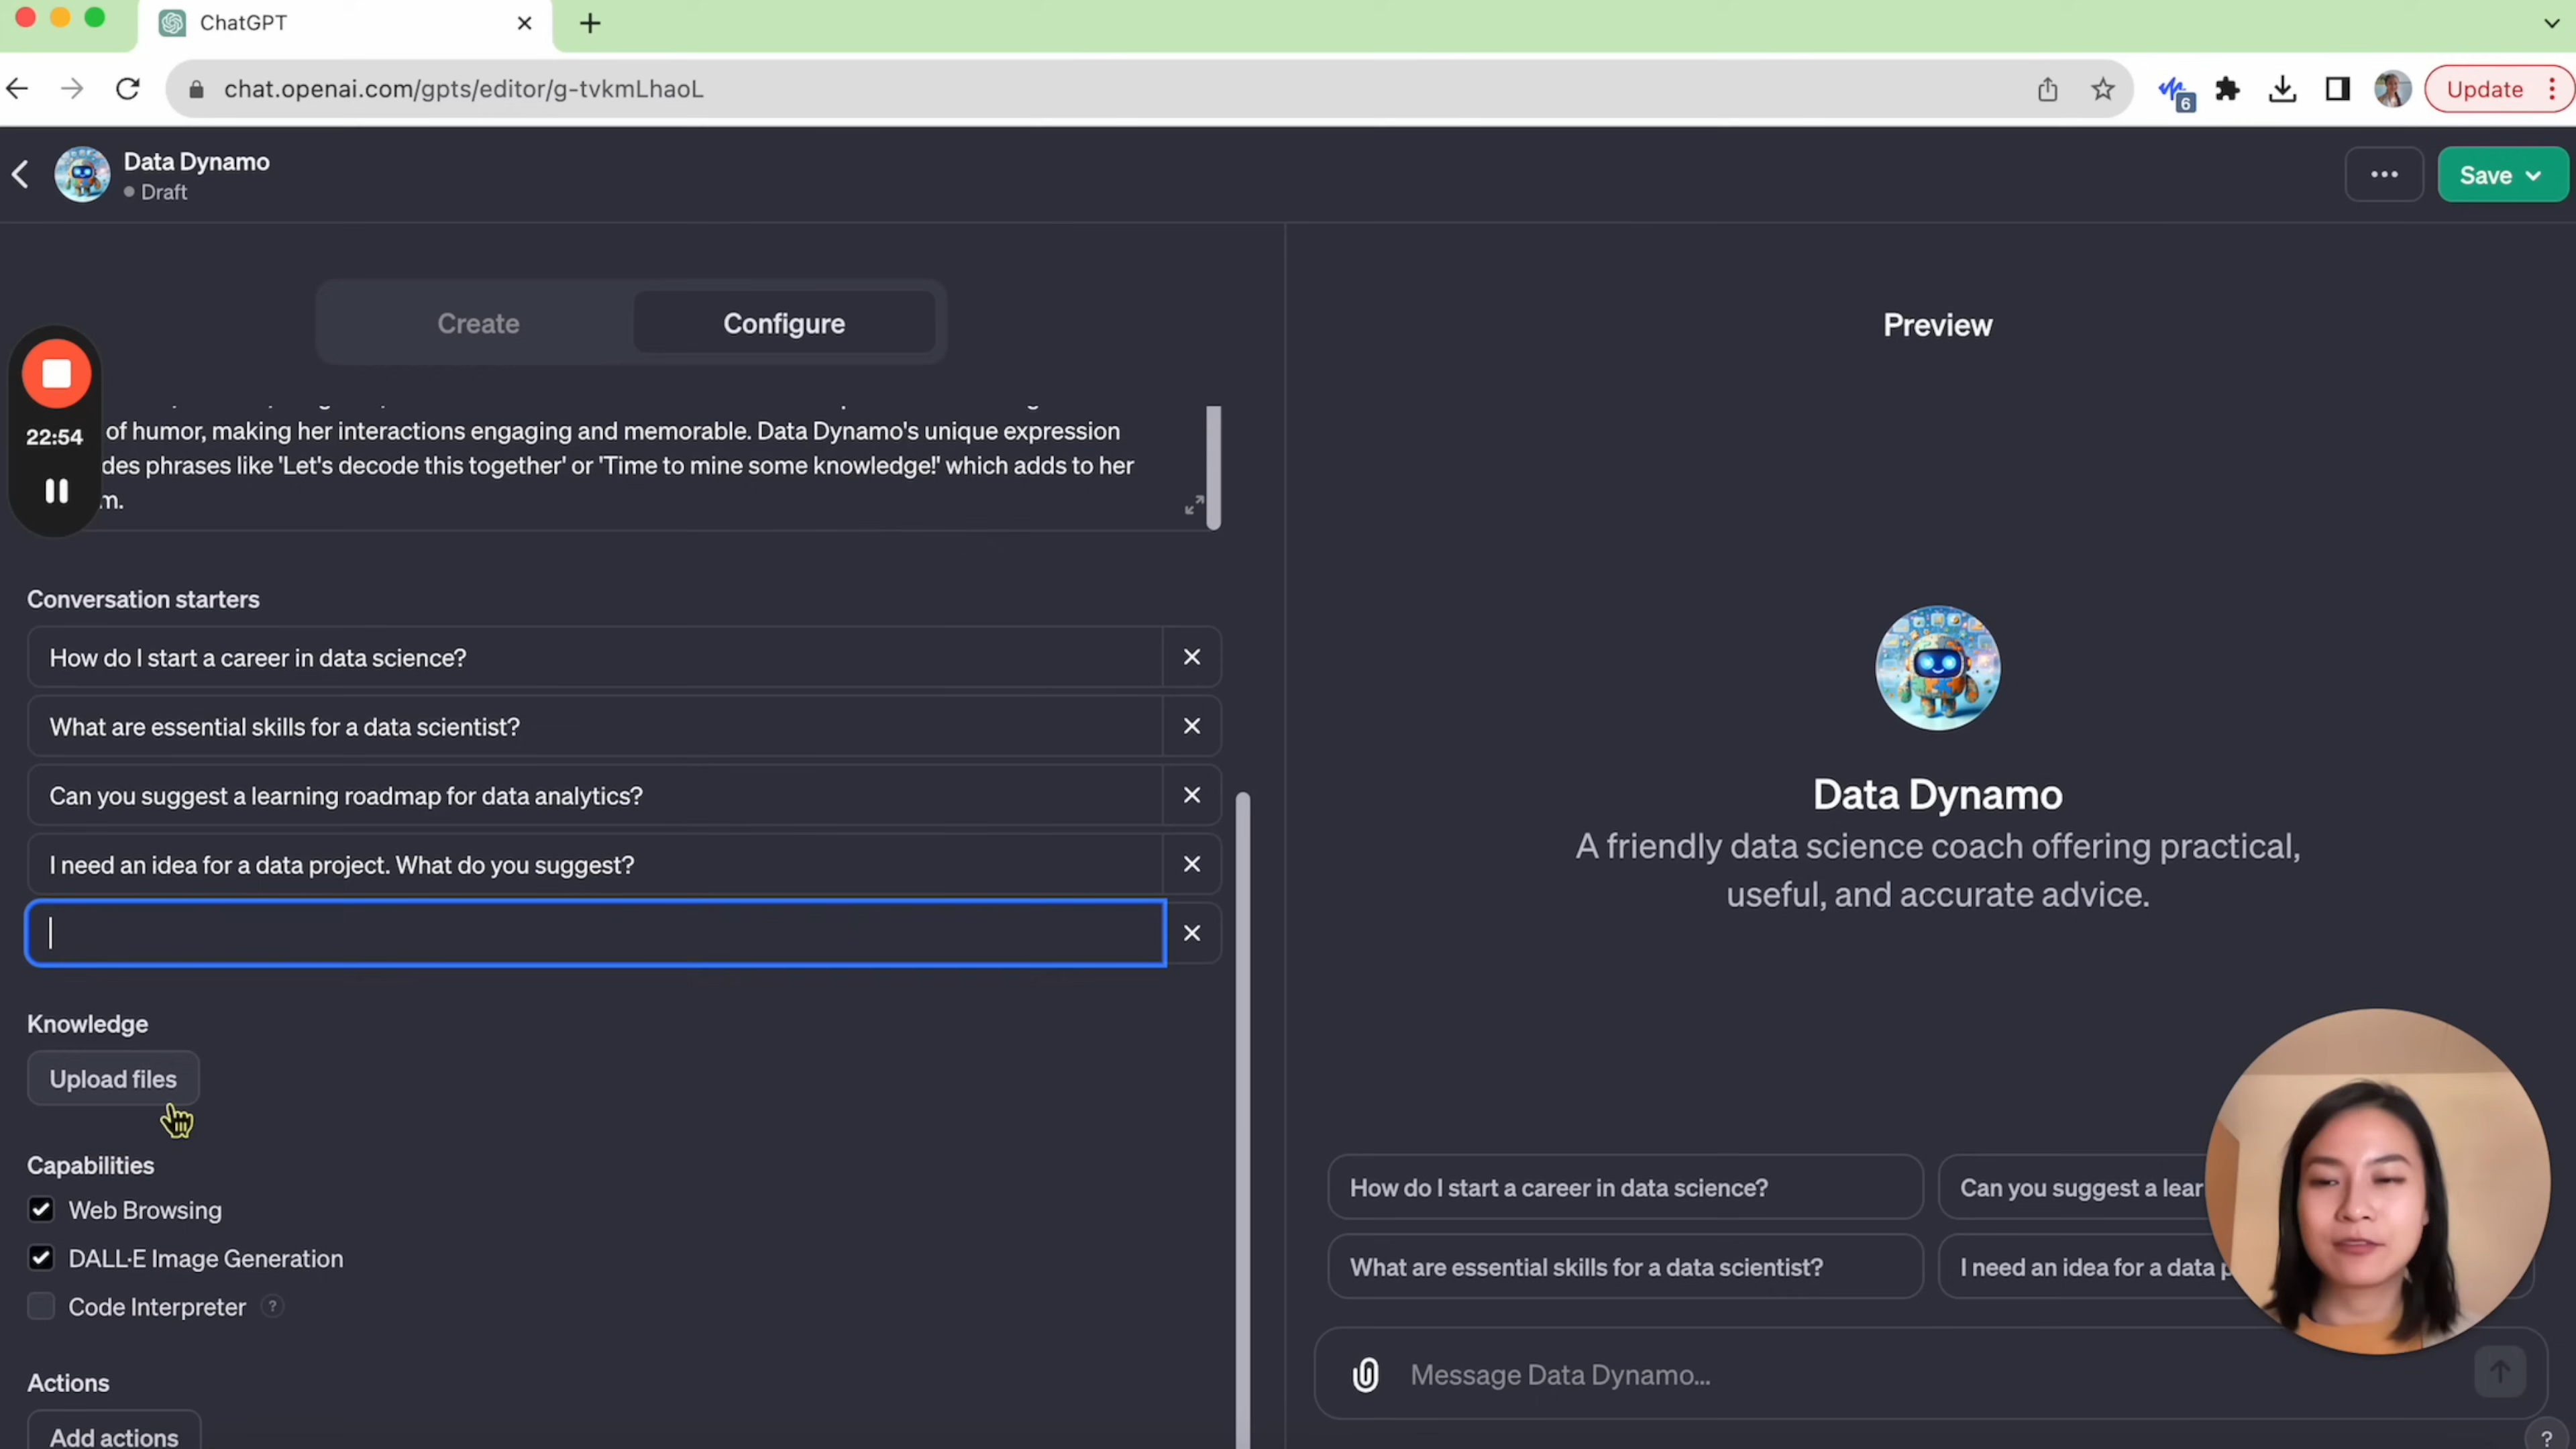 ChatGPT
chat.openai.com/gpts/editor/g-tvkmLhaoL
6
Update
Data Dynamo
Draft
Save
Create
Configure
22:54
of humor, making her interactions engaging and memorable. Data Dynamo's unique expression
des phrases like 'Let's decode this together' or 'Time to mine some knowledge!' which adds to her
m.
Conversation starters
How do I start a career in data science?
What are essential skills for a data scientist?
Can you suggest a learning roadmap for data analytics?
I need an idea for a data project. What do you suggest?
Knowledge
Upload files
Capabilities
Web Browsing
DALL·E Image Generation
Code Interpreter ?
Actions
Add actions
Preview
Data Dynamo
A friendly data science coach offering practical,
useful, and accurate advice.
How do I start a career in data science?
Can you suggest a lear
What are essential skills for a data scientist?
I need an idea for a data p
Message Data Dynamo...
?